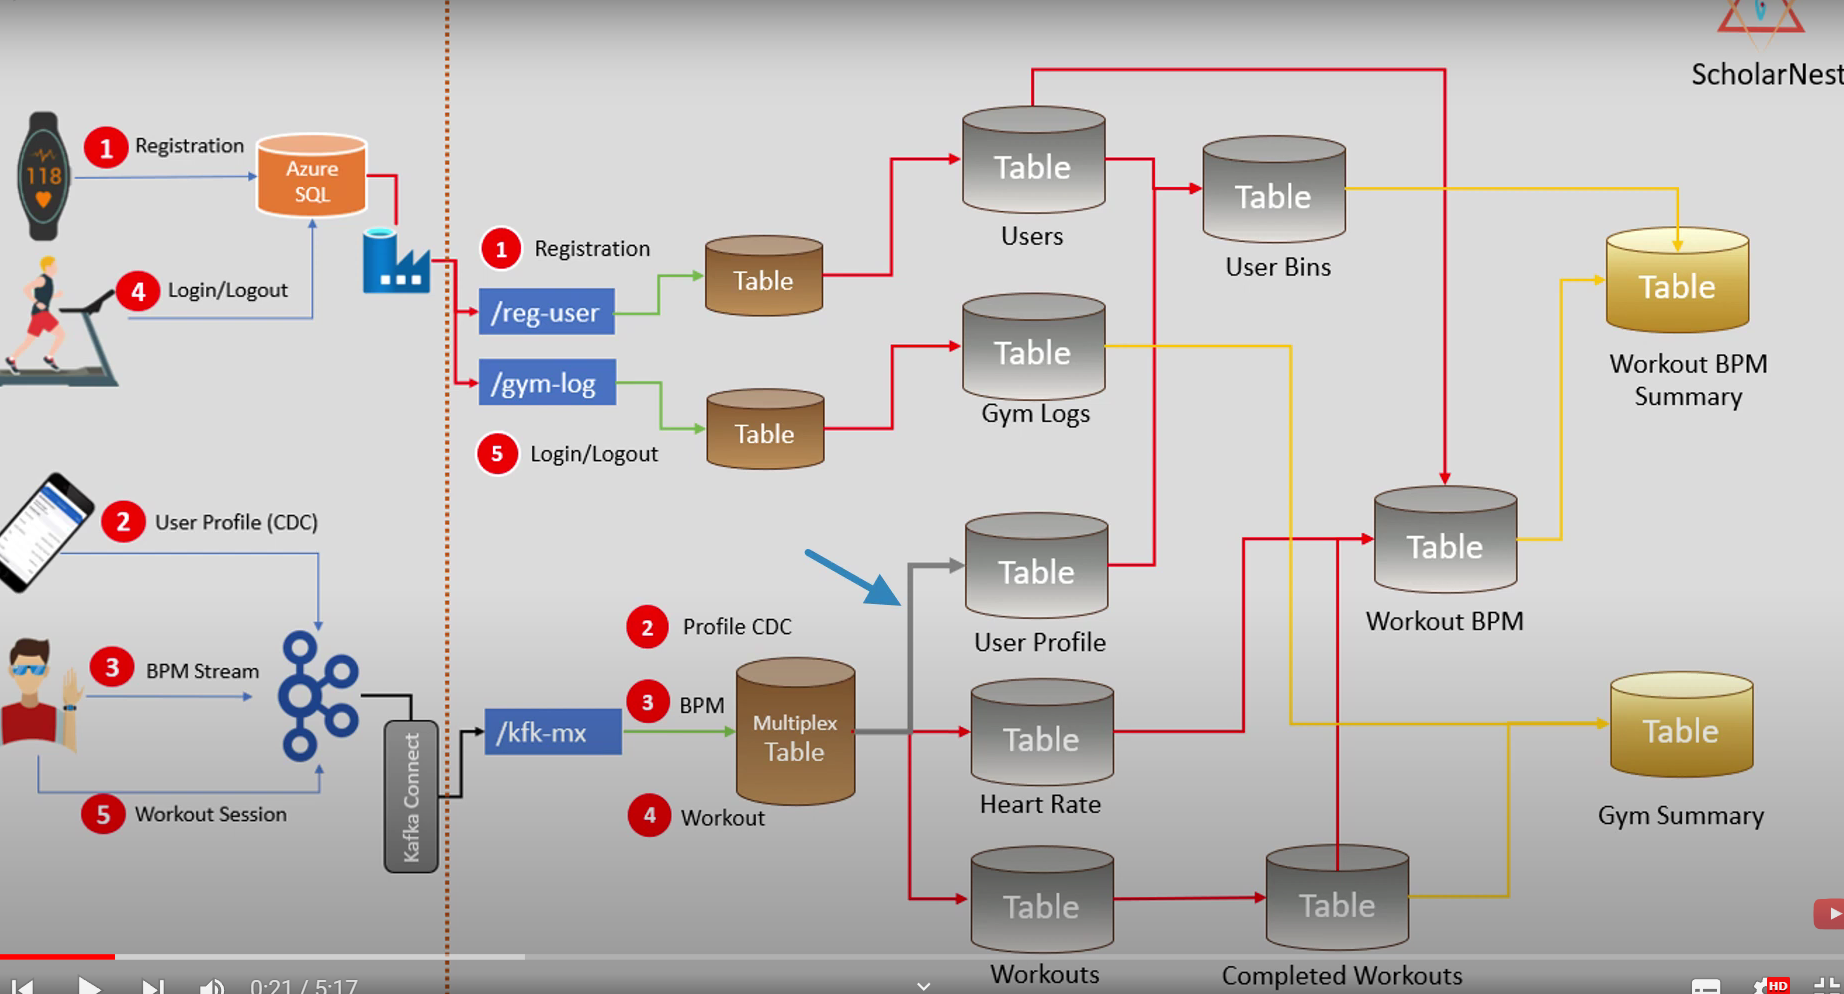 ScholarNest
118
1 Registration
Azure
SQL
4 Login/Logout
1 Registration
/reg-user
/gym-log
5 Login/Logout
Table
Table
Table
Users
Table
User Bins
Table
Gym Logs
Table
Workout BPM
Summary
2 User Profile (CDC)
3 BPM Stream
5 Workout Session
Kafka Connect
/kfk-mx
2 Profile CDC
3 BPM
4 Workout
Multiplex
Table
Table
User Profile
Table
Heart Rate
Table
Workouts
Table
Completed Workouts
Table
Workout BPM
Table
Gym Summary
0:21 / 5:17
HD